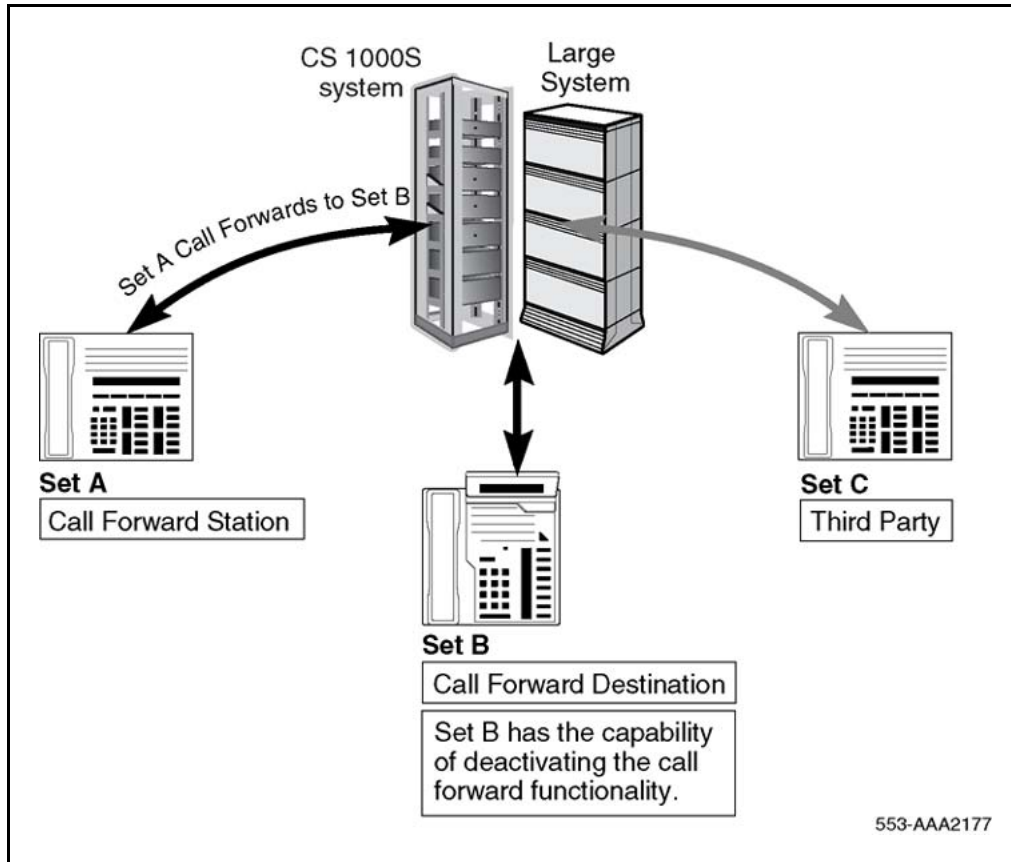 CS 1000S
system
Large
System
Set A Call Forwards to Set B
Set A
Call Forward Station
Set C
Third Party
Set B
Call Forward Destination
Set B has the capability
of deactivating the call
forward functionality.
553-AAA2177